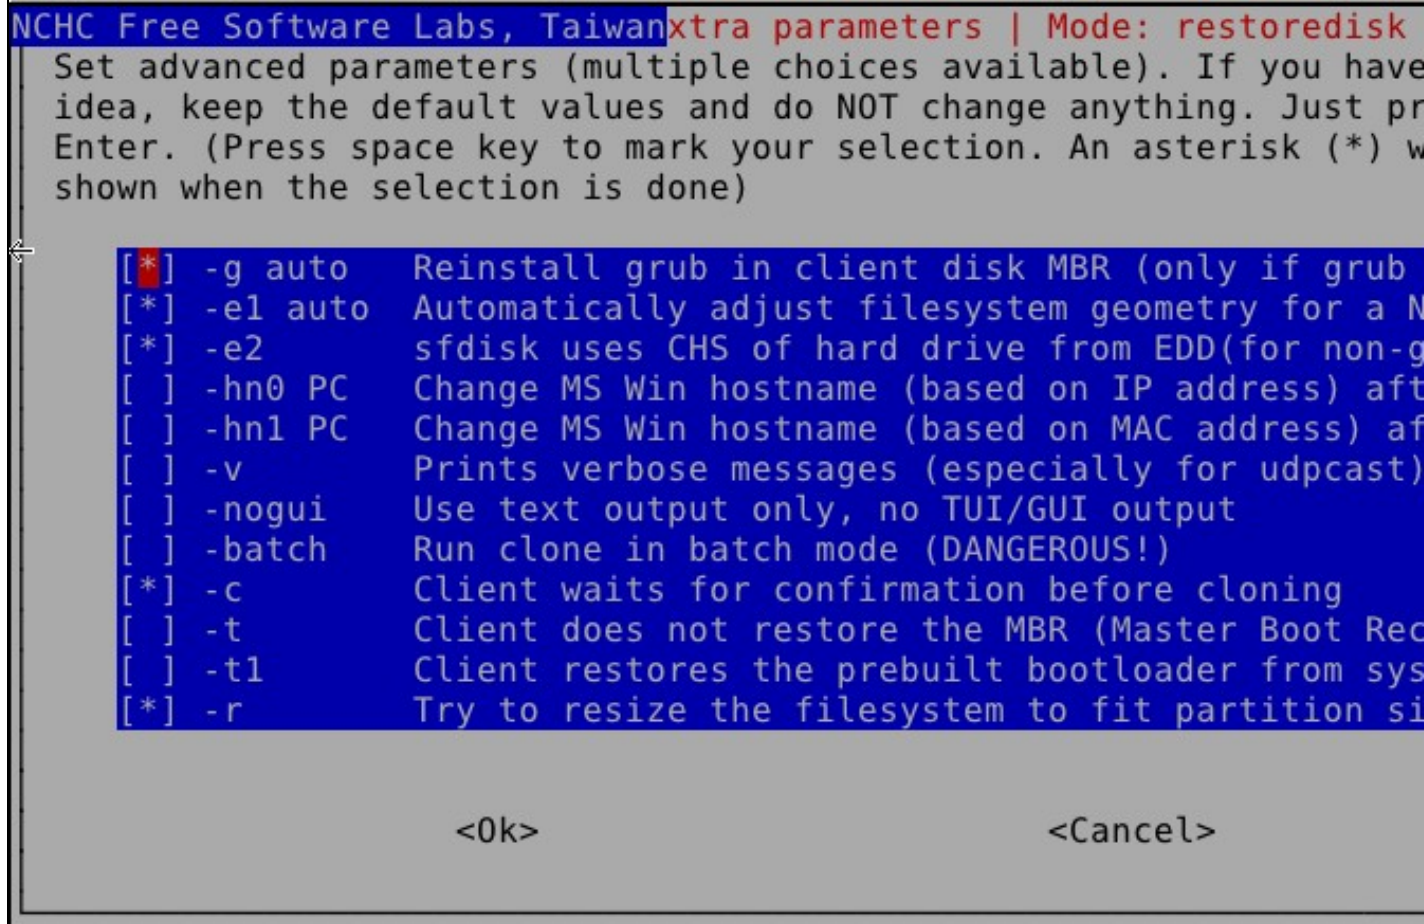 NCHC Free Software Labs, Taiwanxtra parameters | Mode: restoredisk
Set advanced parameters (multiple choices available). If you have
idea, keep the default values and do NOT change anything. Just pr
Enter. (Press space key to mark your selection. An asterisk (*) w
shown when the selection is done)
[*] -g auto Reinstall grub in client disk MBR (only if grub
[*] -e1 auto Automatically adjust filesystem geometry for a N
[*] -e2 sfdisk uses CHS of hard drive from EDD(for non-g
[ ] -hn0 PC Change MS Win hostname (based on IP address) aft
[ ] -hn1 PC Change MS Win hostname (based on MAC address) af
[ ] -v Prints verbose messages (especially for udpcast)
[ ] -nogui Use text output only, no TUI/GUI output
[ ] -batch Run clone in batch mode (DANGEROUS!)
[*] -c Client waits for confirmation before cloning
[ ] -t Client does not restore the MBR (Master Boot Rec
[ ] -t1 Client restores the prebuilt bootloader from sys
[*] -r Try to resize the filesystem to fit partition si
<Ok> <Cancel>